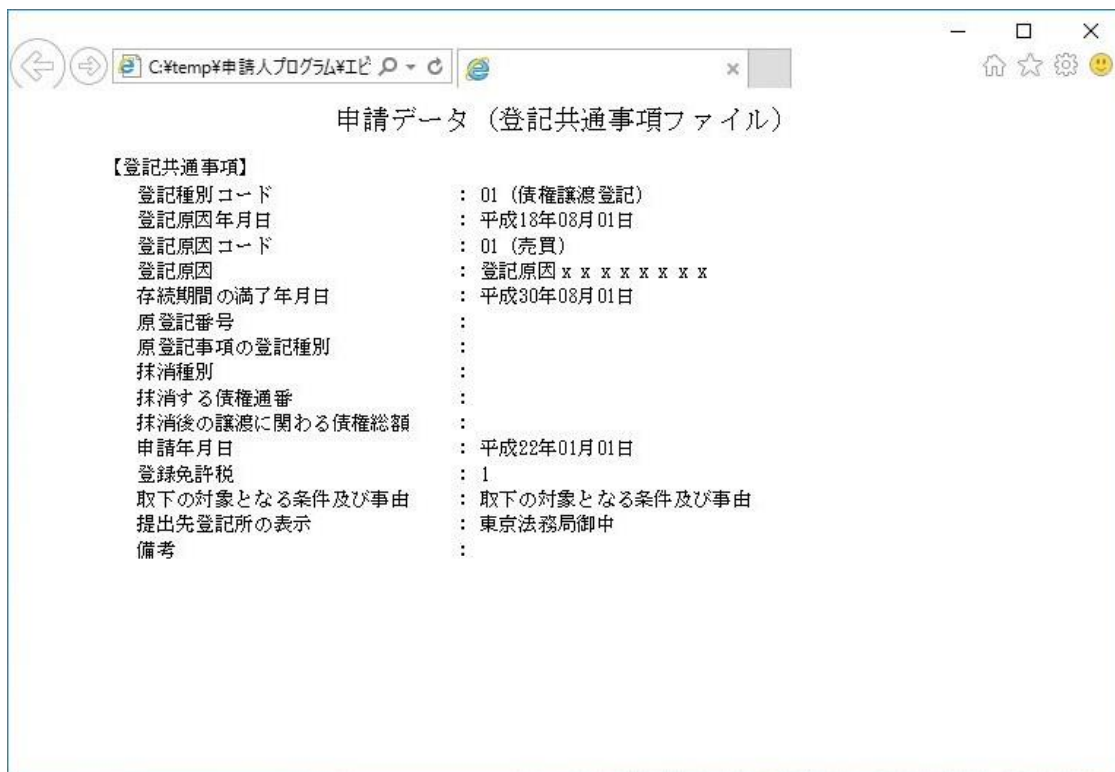 C:¥temp¥申請人プログラム¥エビ
申請データ（登記共通事項ファイル）
【登記共通事項】
登記種別コード : 01（債権譲渡登記）
登記原因年月日 : 平成18年08月01日
登記原因コード : 01（売買）
登記原因 : 登記原因ｘｘｘｘｘｘｘｘ
存続期間の満了年月日 : 平成30年08月01日
原登記番号 :
原登記事項の登記種別 :
抹消種別 :
抹消する債権通番 :
抹消後の譲渡に関わる債権総額 :
申請年月日 : 平成22年01月01日
登録免許税 : 1
取下の対象となる条件及び事由 : 取下の対象となる条件及び事由
提出先登記所の表示 : 東京法務局御中
備考 :